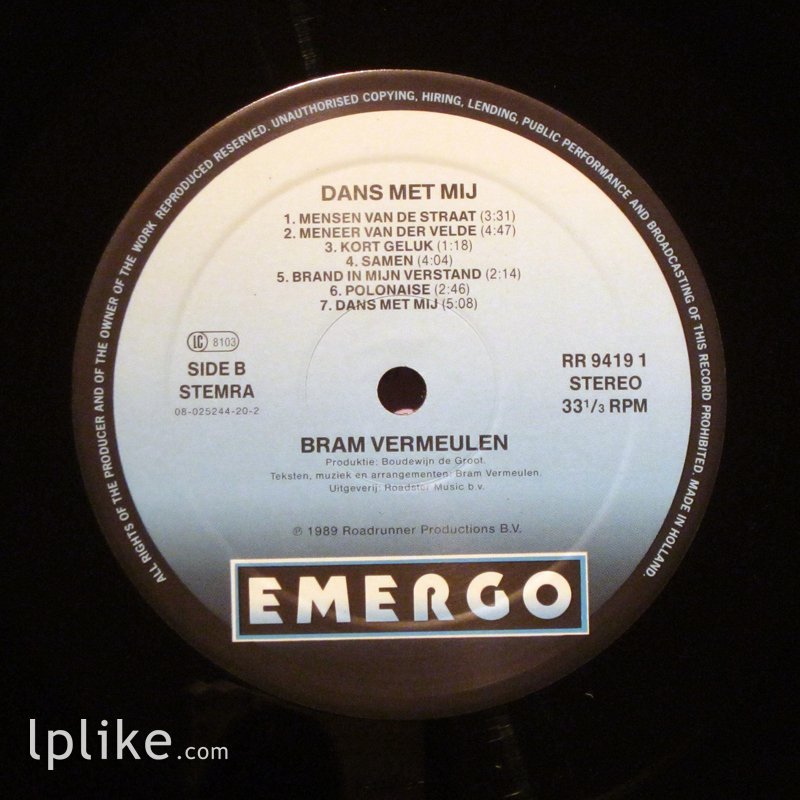 ALL RIGHTS OF THE PRODUCER AND OF THE OWNER OF THE WORK REPRODUCED RESERVED. UNAUTHORISED COPYING, HIRING, LENDING, PUBLIC PERFORMANCE AND BROADCASTING OF THIS RECORD PROHIBITED. MADE IN HOLLAND.
DANS MET MIJ
1. MENSEN VAN DE STRAAT (3:31)
2. MENEER VAN DER VELDE (4:47)
3. KORT GELUK (1:18)
4. SAMEN (4:04)
5. BRAND IN MIJN VERSTAND (2:14)
6. POLONAISE (2:46)
7. DANS MET MIJ (5:08)
LC 8103
SIDE B
STEMRA
08-025244-20-2
RR 9419 1
STEREO
33 1/3 RPM
BRAM VERMEULEN
Produktie: Boudewijn de Groot.
Teksten, muziek en arrangementen: Bram Vermeulen.
Uitgeverij: Roadster Music b.v.
℗ 1989 Roadrunner Productions B.V.
EMERGO
lplike.com